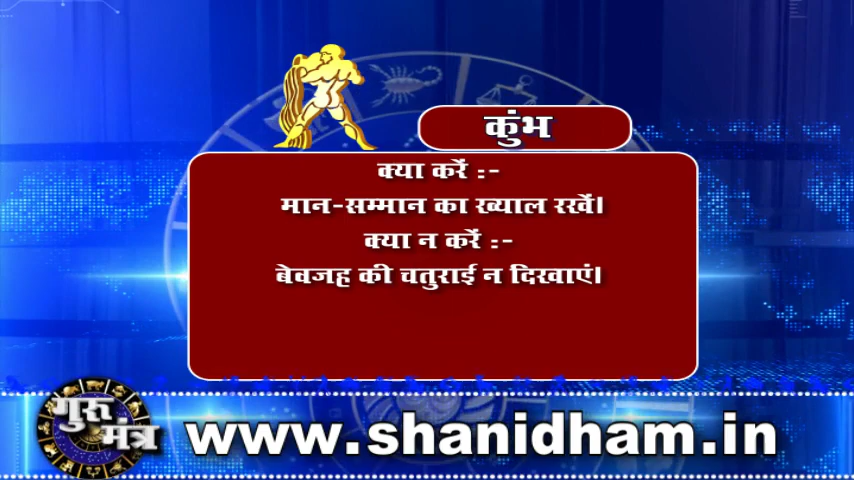 कुंभ
क्या करें :-
मान-सम्मान का ख्याल रखें।
क्या न करें :-
बेवजह की चतुराई न दिखाएं।
गुरु
मंत्र
www.shanidham.in